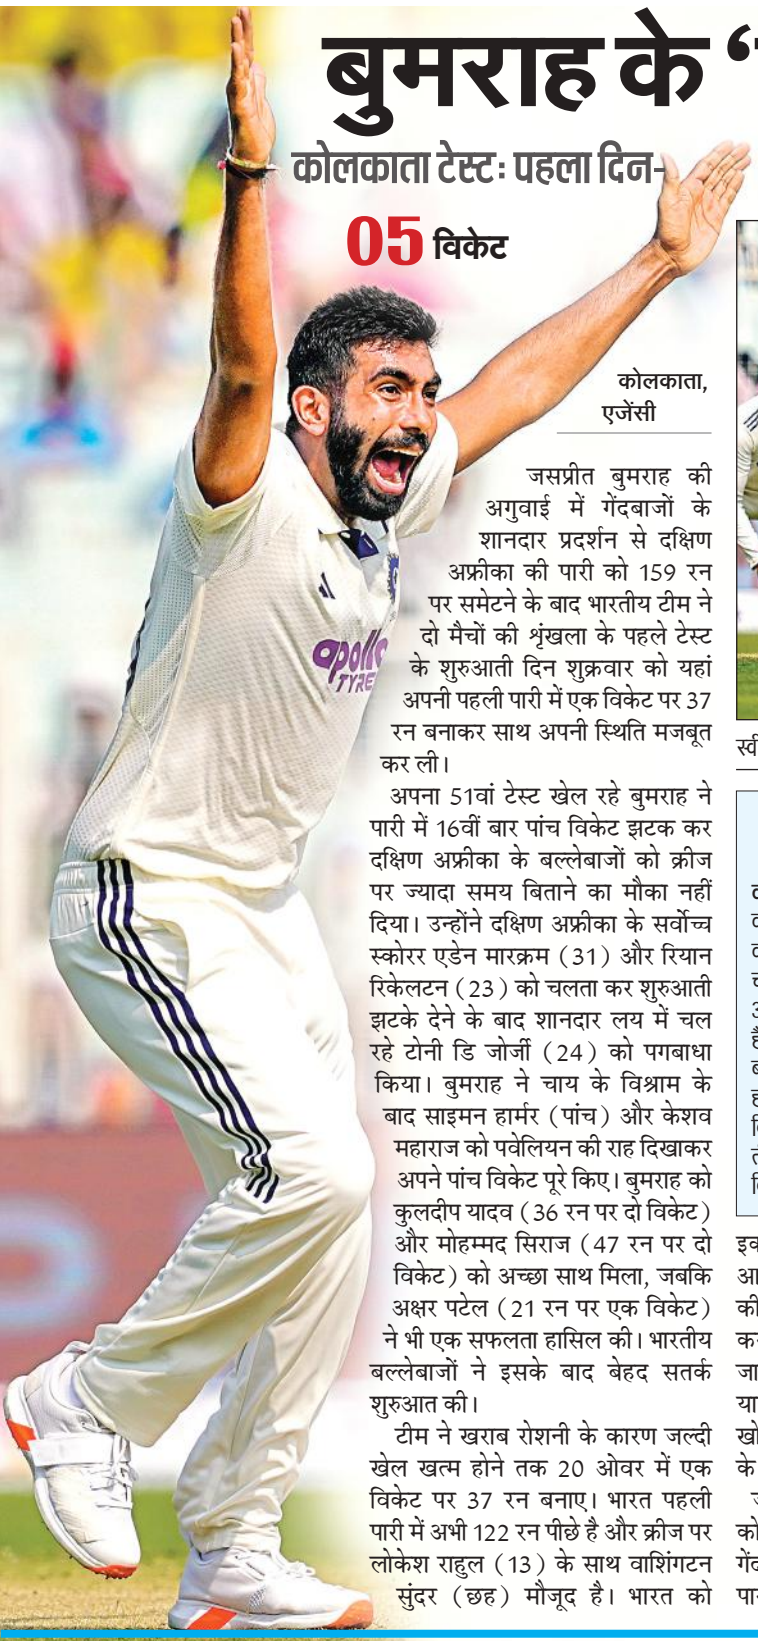 बुमराह के ‘
कोलकाता टेस्टः पहला दिन-
05 विकेट
कोलकाता,
एजेंसी
जसप्रीत बुमराह की
अगुवाई में गेंदबाजों के
शानदार प्रदर्शन से दक्षिण
अफ्रीका की पारी को 159 रन
पर समेटने के बाद भारतीय टीम ने
दो मैचों की शृंखला के पहले टेस्ट
के शुरुआती दिन शुक्रवार को यहां
अपनी पहली पारी में एक विकेट पर 37
रन बनाकर साथ अपनी स्थिति मजबूत
कर ली।
अपना 51वां टेस्ट खेल रहे बुमराह ने
पारी में 16वीं बार पांच विकेट झटक कर
दक्षिण अफ्रीका के बल्लेबाजों को क्रीज
पर ज्यादा समय बिताने का मौका नहीं
दिया। उन्होंने दक्षिण अफ्रीका के सर्वोच्च
स्कोरर एडेन मारक्रम (31) और रियान
रिकेलटन (23) को चलता कर शुरुआती
झटके देने के बाद शानदार लय में चल
रहे टोनी डि जोर्जी (24) को पगबाधा
किया। बुमराह ने चाय के विश्राम के
बाद साइमन हार्मर (पांच) और केशव
महाराज को पवेलियन की राह दिखाकर
अपने पांच विकेट पूरे किए। बुमराह को
कुलदीप यादव (36 रन पर दो विकेट)
और मोहम्मद सिराज (47 रन पर दो
विकेट) को अच्छा साथ मिला, जबकि
अक्षर पटेल (21 रन पर एक विकेट)
ने भी एक सफलता हासिल की। भारतीय
बल्लेबाजों ने इसके बाद बेहद सतर्क
शुरुआत की।
टीम ने खराब रोशनी के कारण जल्दी
खेल खत्म होने तक 20 ओवर में एक
विकेट पर 37 रन बनाए। भारत पहली
पारी में अभी 122 रन पीछे है और क्रीज पर
लोकेश राहुल (13) के साथ वाशिंगटन
सुंदर (छह) मौजूद है। भारत को
apollo
TYRE